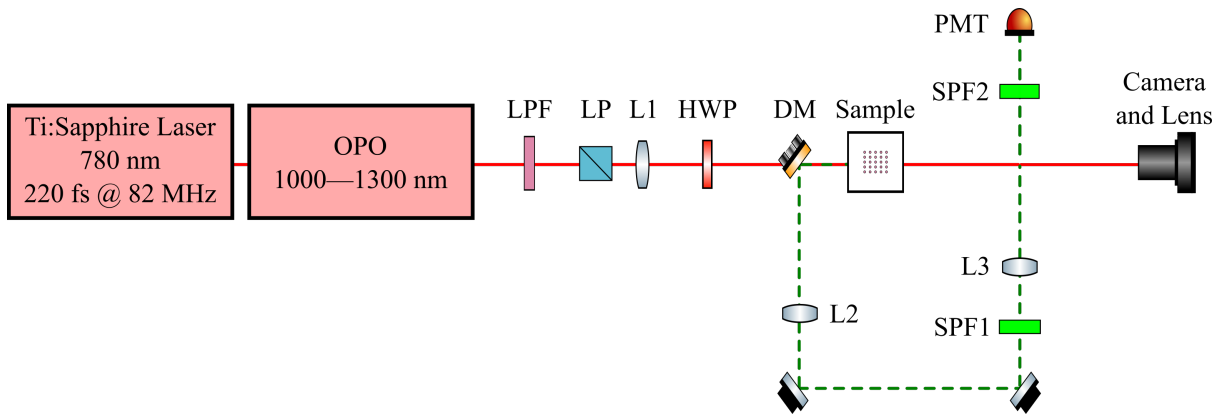 Ti:Sapphire Laser
780 nm
220 fs @ 82 MHz
OPO
1000—1300 nm
LPF
LP
L1
HWP
DM
Sample
PMT
SPF2
Camera
and Lens
L3
L2
SPF1